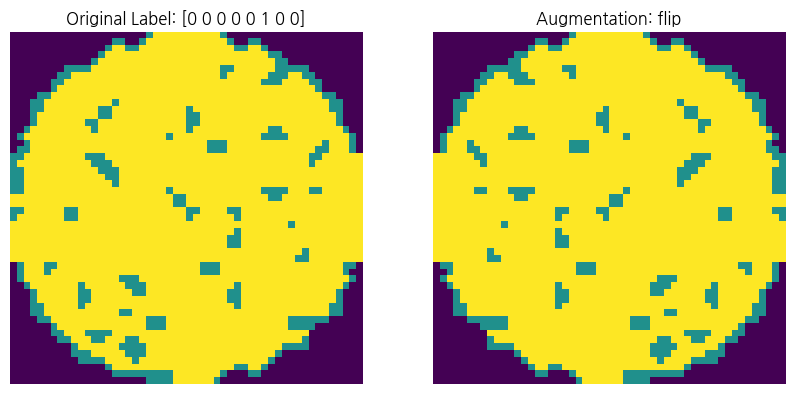 Original Label: [0 0 0 0 0 1 0 0]
Augmentation: flip